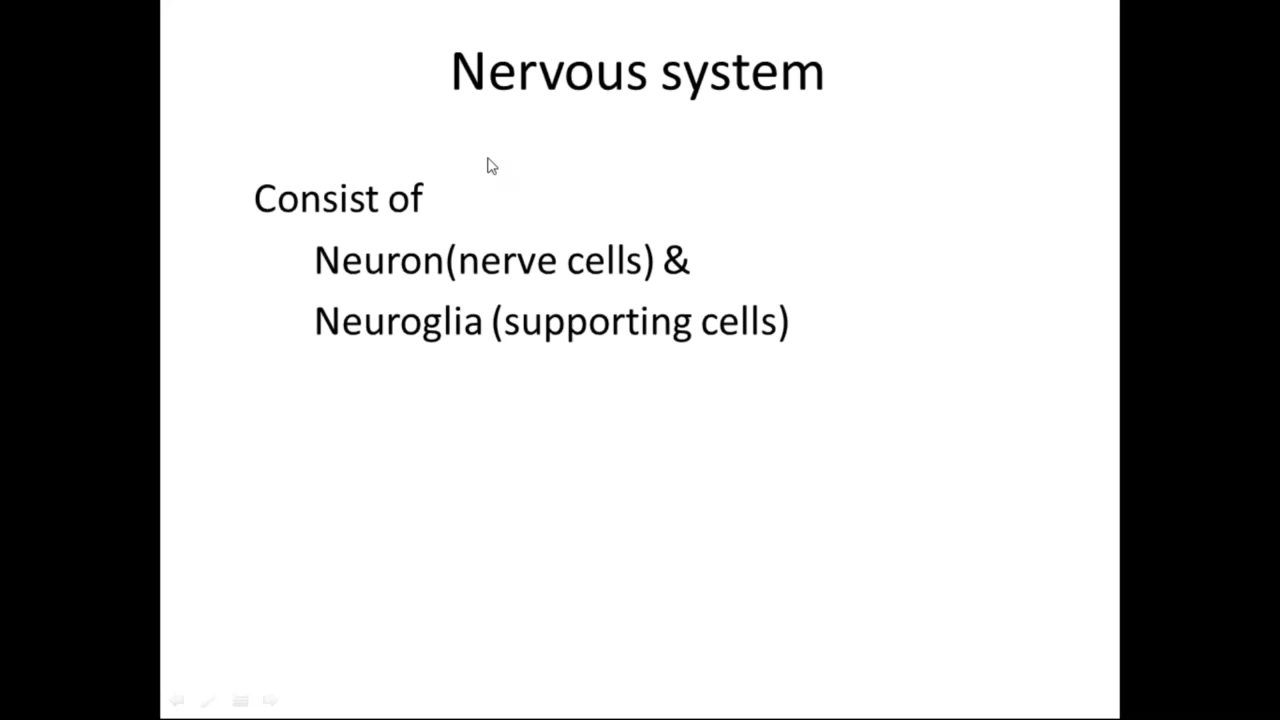 Nervous system
Consist of
Neuron(nerve cells) &
Neuroglia (supporting cells)